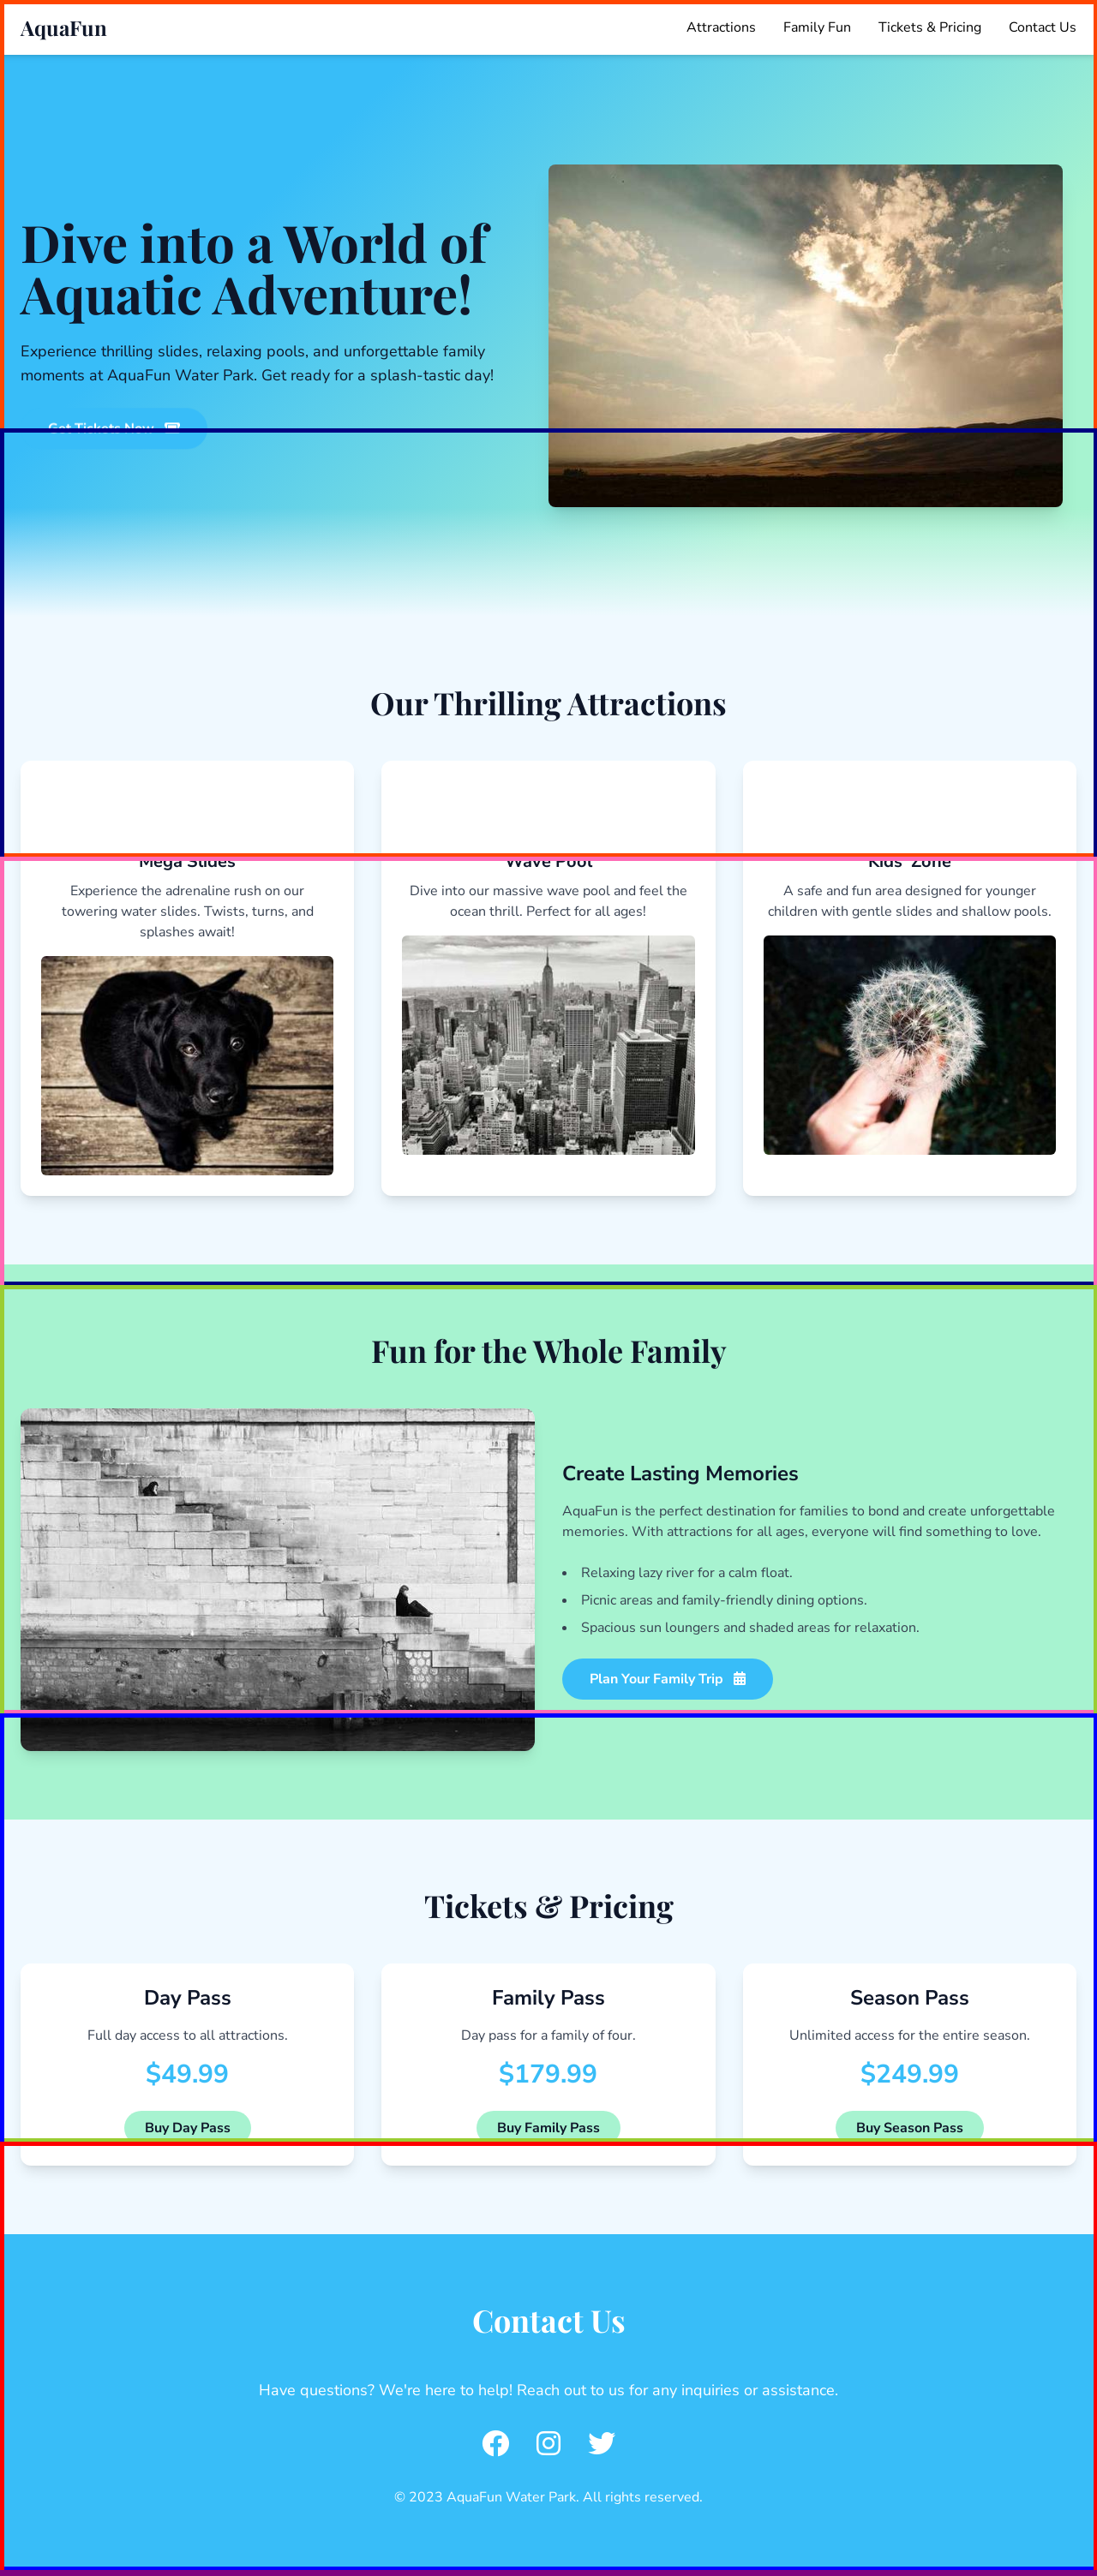 AquaFun
Attractions
Family Fun
Tickets & Pricing
Contact Us
Dive into a World of
Aquatic Adventure!
Experience thrilling slides, relaxing pools, and unforgettable family
moments at AquaFun Water Park. Get ready for a splash-tastic day!
Get Tickets Now
Our Thrilling Attractions
Mega Slides
Experience the adrenaline rush on our
towering water slides. Twists, turns, and
splashes await!
Wave Pool
Dive into our massive wave pool and feel the
ocean thrill. Perfect for all ages!
Kids' Zone
A safe and fun area designed for younger
children with gentle slides and shallow pools.
Fun for the Whole Family
Create Lasting Memories
AquaFun is the perfect destination for families to bond and create unforgettable
memories. With attractions for all ages, everyone will find something to love.
• Relaxing lazy river for a calm float.
• Picnic areas and family-friendly dining options.
• Spacious sun loungers and shaded areas for relaxation.
Plan Your Family Trip
Tickets & Pricing
Day Pass
Full day access to all attractions.
$49.99
Buy Day Pass
Family Pass
Day pass for a family of four.
$179.99
Buy Family Pass
Season Pass
Unlimited access for the entire season.
$249.99
Buy Season Pass
Contact Us
Have questions? We're here to help! Reach out to us for any inquiries or assistance.
© 2023 AquaFun Water Park. All rights reserved.